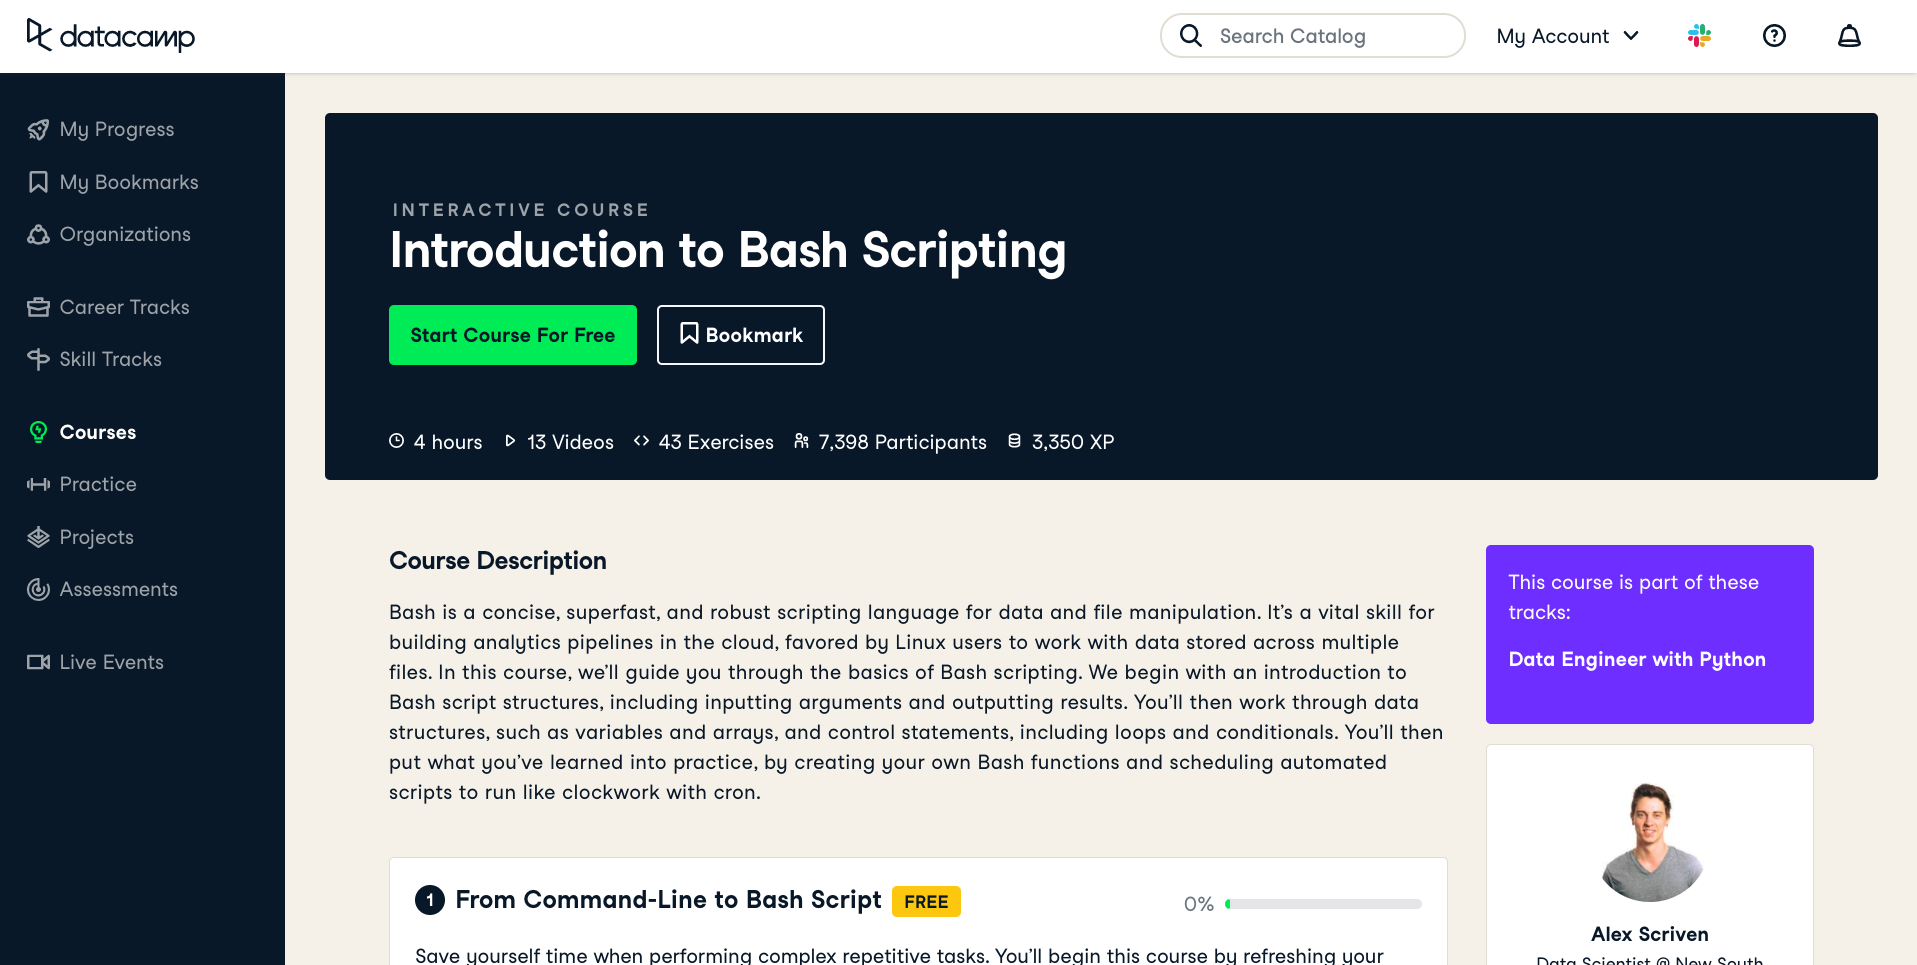 datacamp
Search Catalog
My Account
My Progress
My Bookmarks
Organizations
Career Tracks
Skill Tracks
Courses
Practice
Projects
Assessments
Live Events
INTERACTIVE COURSE
Introduction to Bash Scripting
Start Course For Free
Bookmark
4 hours 13 Videos 43 Exercises 7,398 Participants 3,350 XP
Course Description
Bash is a concise, superfast, and robust scripting language for data and file manipulation. It’s a vital skill for
building analytics pipelines in the cloud, favored by Linux users to work with data stored across multiple
files. In this course, we’ll guide you through the basics of Bash scripting. We begin with an introduction to
Bash script structures, including inputting arguments and outputting results. You’ll then work through data
structures, such as variables and arrays, and control statements, including loops and conditionals. You’ll then
put what you’ve learned into practice, by creating your own Bash functions and scheduling automated
scripts to run like clockwork with cron.
1 From Command-Line to Bash Script FREE 0%
Save yourself time when performing complex repetitive tasks. You’ll begin this course by refreshing your
This course is part of these
tracks:
Data Engineer with Python
Alex Scriven
Data Scientist @ New South